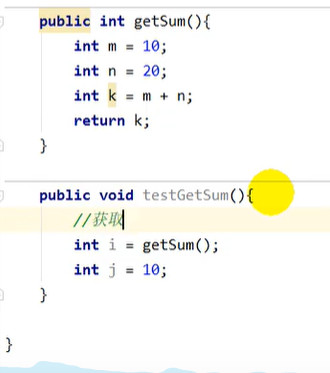 public int getSum(){
int m = 10;
int n = 20;
int k = m + n;
return k;
}
public void testGetSum(){
//获取
int i = getSum();
int j = 10;
}
}